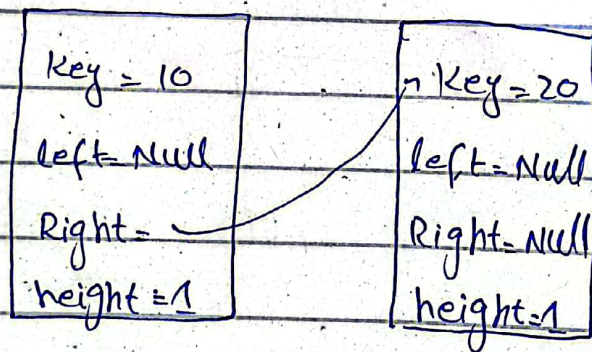 Key = 10
left = Null
Right =
height = 1
Key = 20
left = Null
Right = Null
height = 1